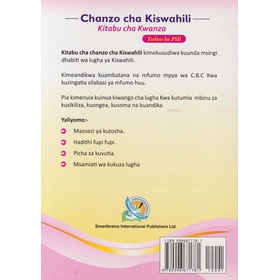 Chanzo cha Kiswahili
Kitabu cha Kwanza
Toleo la Pili
Kitabu cha chanzo cha Kiswahili kimekusudiwa kuunda msingi
dhabiti wa lugha ya Kiswahili.
Kimeandikwa kuambatana na mfumo mpya wa C.B.C Kwa
kuzingatia silabasi ya mfumo huu.
Pia kimenuia kuinua kiwango cha lugha Kwa kutumia mbinu za
kusikiliza, kuongea, kusoma na kuandika.
Yaliyomo:-
Mazoezi ya kutosha.
Hadithi fupi fupi .
Picha za kuvutia.
Msamiati wa kukuza lugha
Smartbrains International Publishers Ltd.